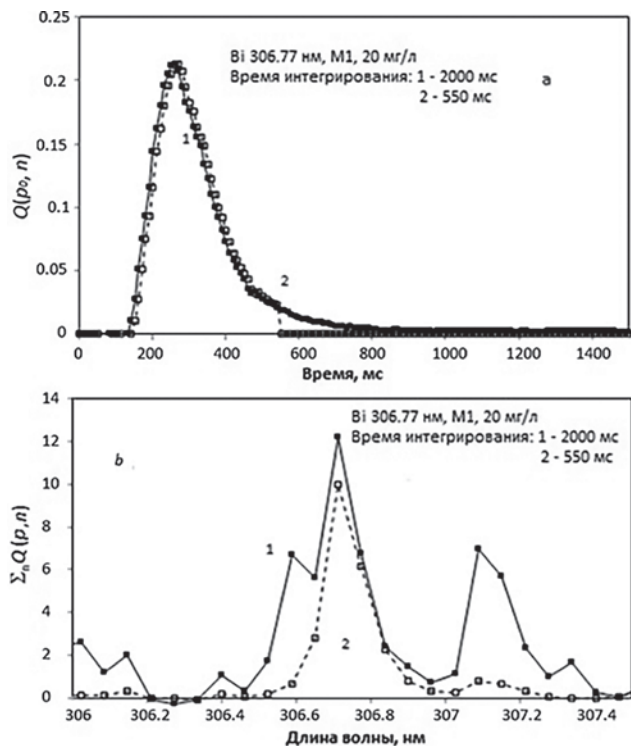 0.25
0.2
0.15
0.1
0.05
0
Q(p₀, n)
Bi 306.77 нм, М1, 20 мг/л
Время интегрирования: 1 - 2000 мс
2 - 550 мс
a
1
2
0 200 400 600 800 1000 1200 1400
Время, мс
14
12
10
8
6
4
2
0
ΣₙQ(p,n)
Bi 306.77 нм, М1, 20 мг/л
Время интегрирования: 1 - 2000 мс
2 - 550 мс
b
1
2
306 306.2 306.4 306.6 306.8 307 307.2 307.4
Длина волны, нм